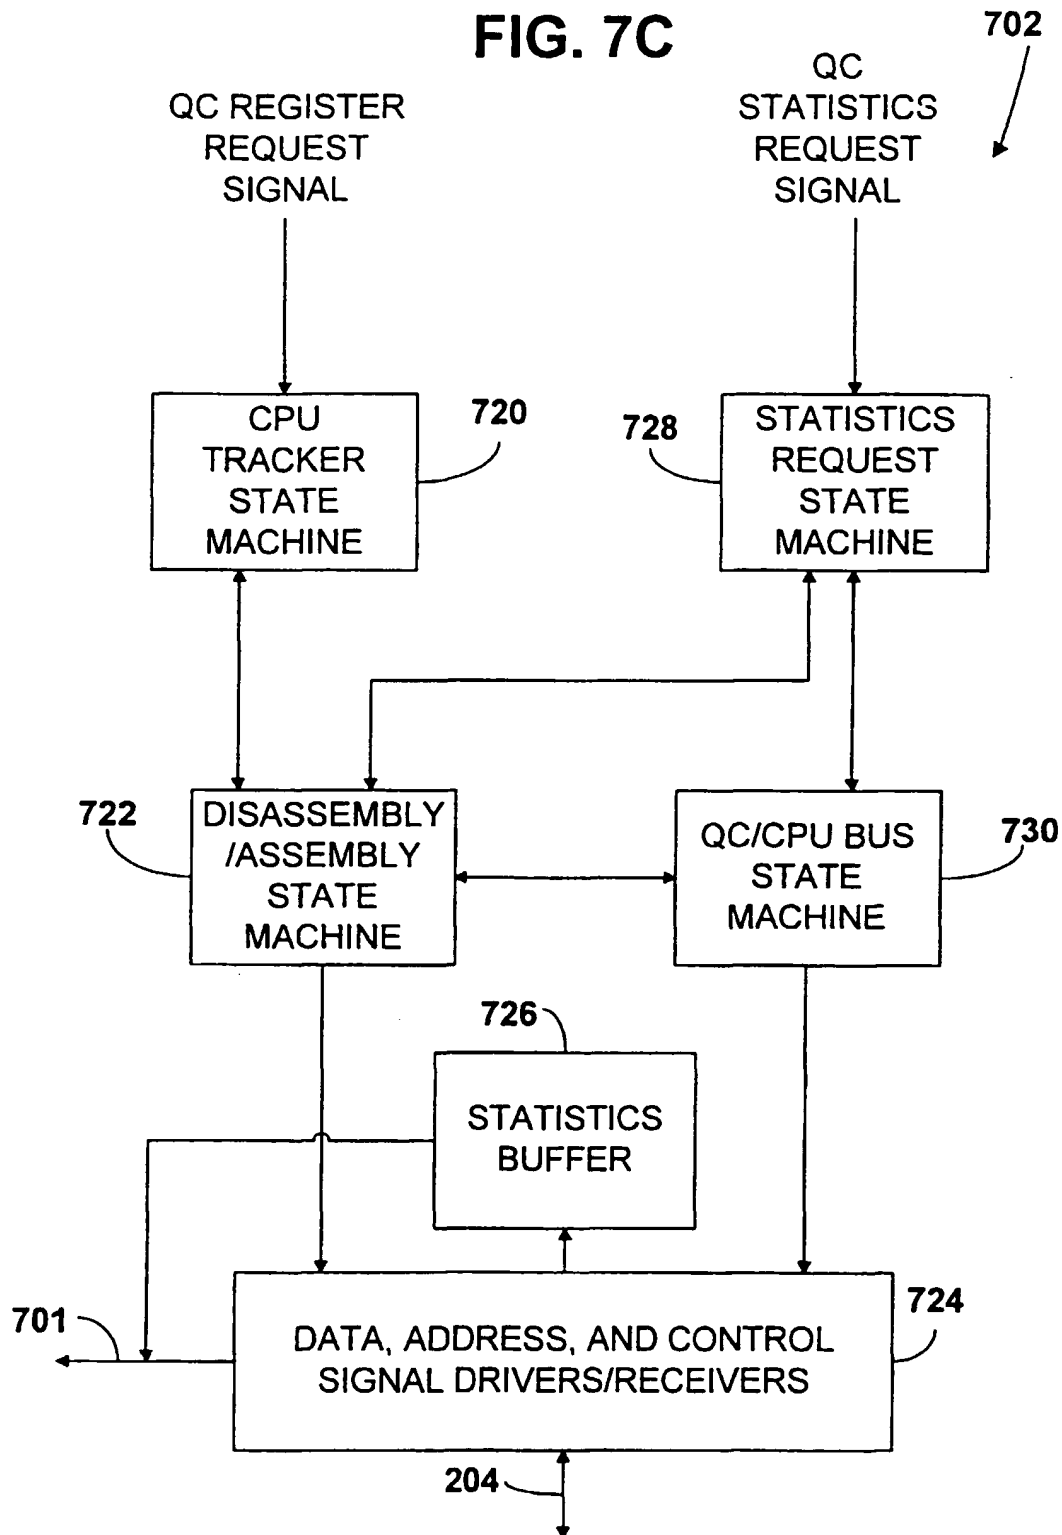 FIG. 7C
702
QC REGISTER
REQUEST
SIGNAL
QC
STATISTICS
REQUEST
SIGNAL
CPU
TRACKER
STATE
MACHINE
720
728
STATISTICS
REQUEST
STATE
MACHINE
722
DISASSEMBLY
/ASSEMBLY
STATE
MACHINE
QC/CPU BUS
STATE
MACHINE
730
726
STATISTICS
BUFFER
701
DATA, ADDRESS, AND CONTROL
SIGNAL DRIVERS/RECEIVERS
724
204